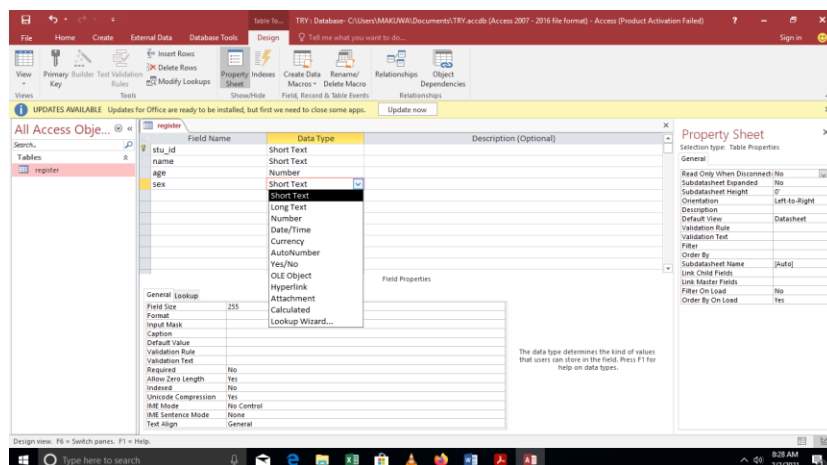 Table To...
TRY : Database- C:\Users\MAKUWA\Documents\TRY.accdb (Access 2007 - 2016 file format) - Access (Product Activation Failed)
?
File Home Create External Data Database Tools Design Tell me what you want to do... Sign in
View Primary Key Builder Test Validation Rules
Insert Rows
Delete Rows
Modify Lookups
Property Sheet Indexes
Create Data Macros Rename/ Delete Macro
Relationships Object Dependencies
Views Tools Show/Hide Field, Record & Table Events Relationships
UPDATES AVAILABLE Updates for Office are ready to be installed, but first we need to close some apps. Update now
All Access Obje...
Search..
Tables
register
register
Field Name Data Type Description (Optional)
stu_id Short Text
name Short Text
age Number
sex Short Text
Short Text
Long Text
Number
Date/Time
Currency
AutoNumber
Yes/No
OLE Object
Hyperlink
Attachment
Calculated
Lookup Wizard...
Field Properties
General Lookup
Field Size 255
Format
Input Mask
Caption
Default Value
Validation Rule
Validation Text
Required No
Allow Zero Length Yes
Indexed No
Unicode Compression Yes
IME Mode No Control
IME Sentence Mode None
Text Align General
The data type determines the kind of values
that users can store in the field. Press F1 for
help on data types.
Property Sheet
Selection type: Table Properties
General
Read Only When Disconnect No
Subdatasheet Expanded No
Subdatasheet Height 0"
Orientation Left-to-Right
Description
Default View Datasheet
Validation Rule
Validation Text
Filter
Order By
Subdatasheet Name [Auto]
Link Child Fields
Link Master Fields
Filter On Load No
Order By On Load Yes
Design view. F6 = Switch panes. F1 = Help.
Type here to search
8:28 AM